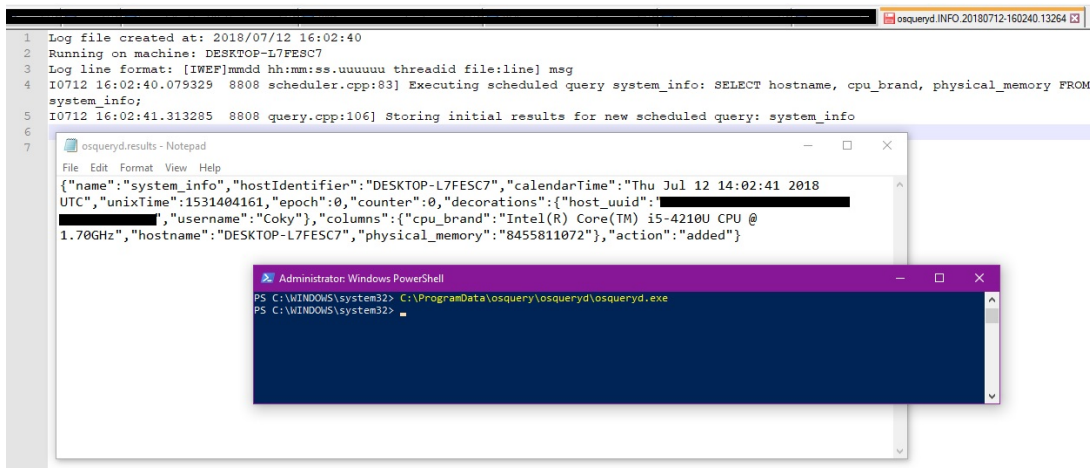 osqueryd.INFO.20180712-160240.13264
1 Log file created at: 2018/07/12 16:02:40
2 Running on machine: DESKTOP-L7FESC7
3 Log line format: [IWEF]mmdd hh:mm:ss.uuuuuu threadid file:line] msg
4 I0712 16:02:40.079329  8808 scheduler.cpp:83] Executing scheduled query system_info: SELECT hostname, cpu_brand, physical_memory FROM
system_info;
5 I0712 16:02:41.313285  8808 query.cpp:106] Storing initial results for new scheduled query: system_info
6
7
osqueryd.results - Notepad
File Edit Format View Help
{"name":"system_info","hostIdentifier":"DESKTOP-L7FESC7","calendarTime":"Thu Jul 12 14:02:41 2018
UTC","unixTime":1531404161,"epoch":0,"counter":0,"decorations":{"host_uuid":"
","username":"Coky"},"columns":{"cpu_brand":"Intel(R) Core(TM) i5-4210U CPU @
1.70GHz","hostname":"DESKTOP-L7FESC7","physical_memory":"8455811072"},"action":"added"}
Administrator: Windows PowerShell
PS C:\WINDOWS\system32> C:\ProgramData\osquery\osqueryd\osqueryd.exe
PS C:\WINDOWS\system32>